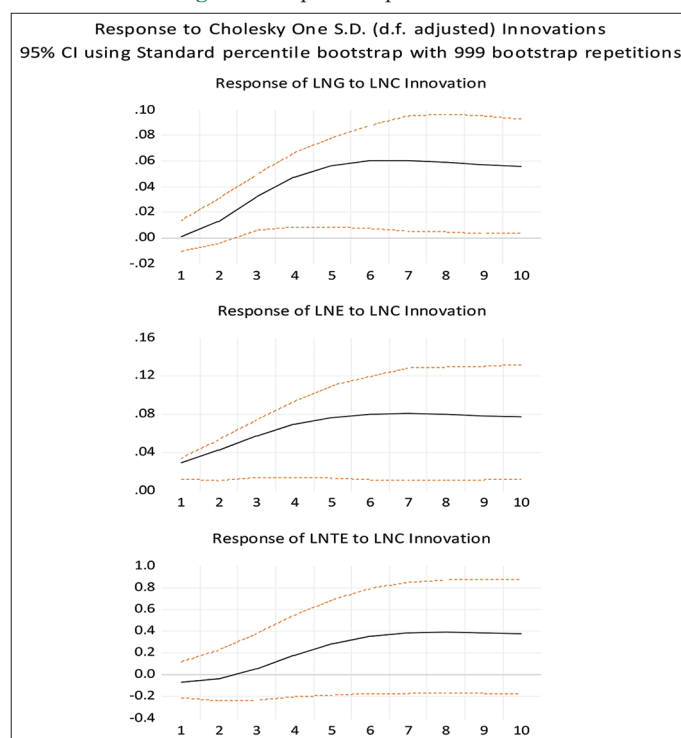 Response to Cholesky One S.D. (d.f. adjusted) Innovations
95% CI using Standard percentile bootstrap with 999 bootstrap repetitions
Response of LNG to LNC Innovation
.10
.08
.06
.04
.02
.00
-.02
1 2 3 4 5 6 7 8 9 10
Response of LNE to LNC Innovation
.16
.12
.08
.04
.00
1 2 3 4 5 6 7 8 9 10
Response of LNTE to LNC Innovation
1.0
0.8
0.6
0.4
0.2
0.0
-0.2
-0.4
1 2 3 4 5 6 7 8 9 10